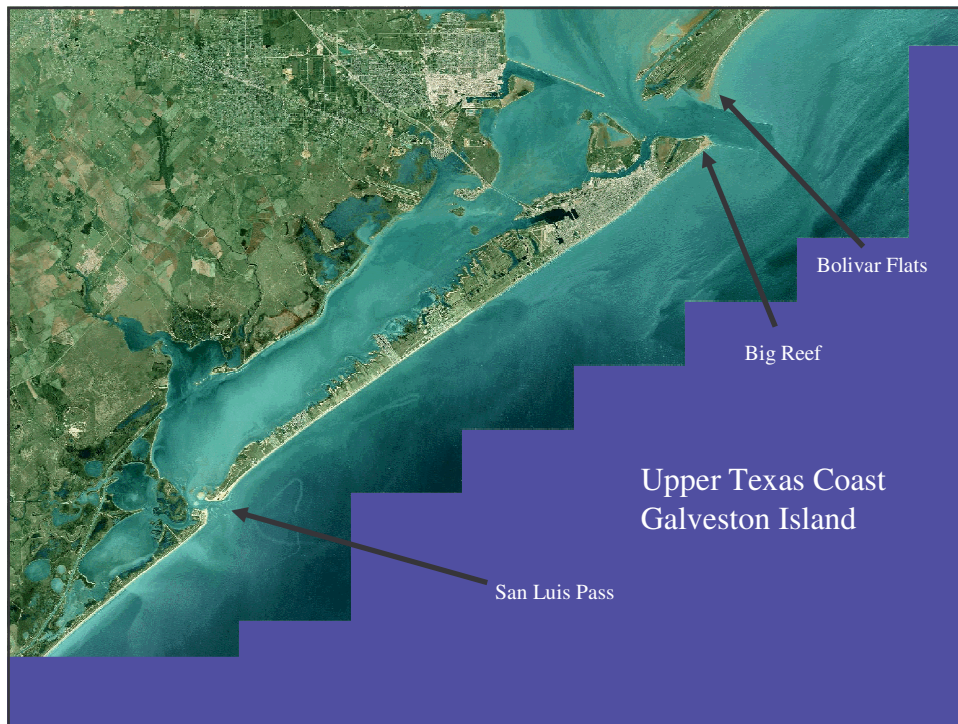 Bolivar Flats
Big Reef
Upper Texas Coast
Galveston Island
San Luis Pass